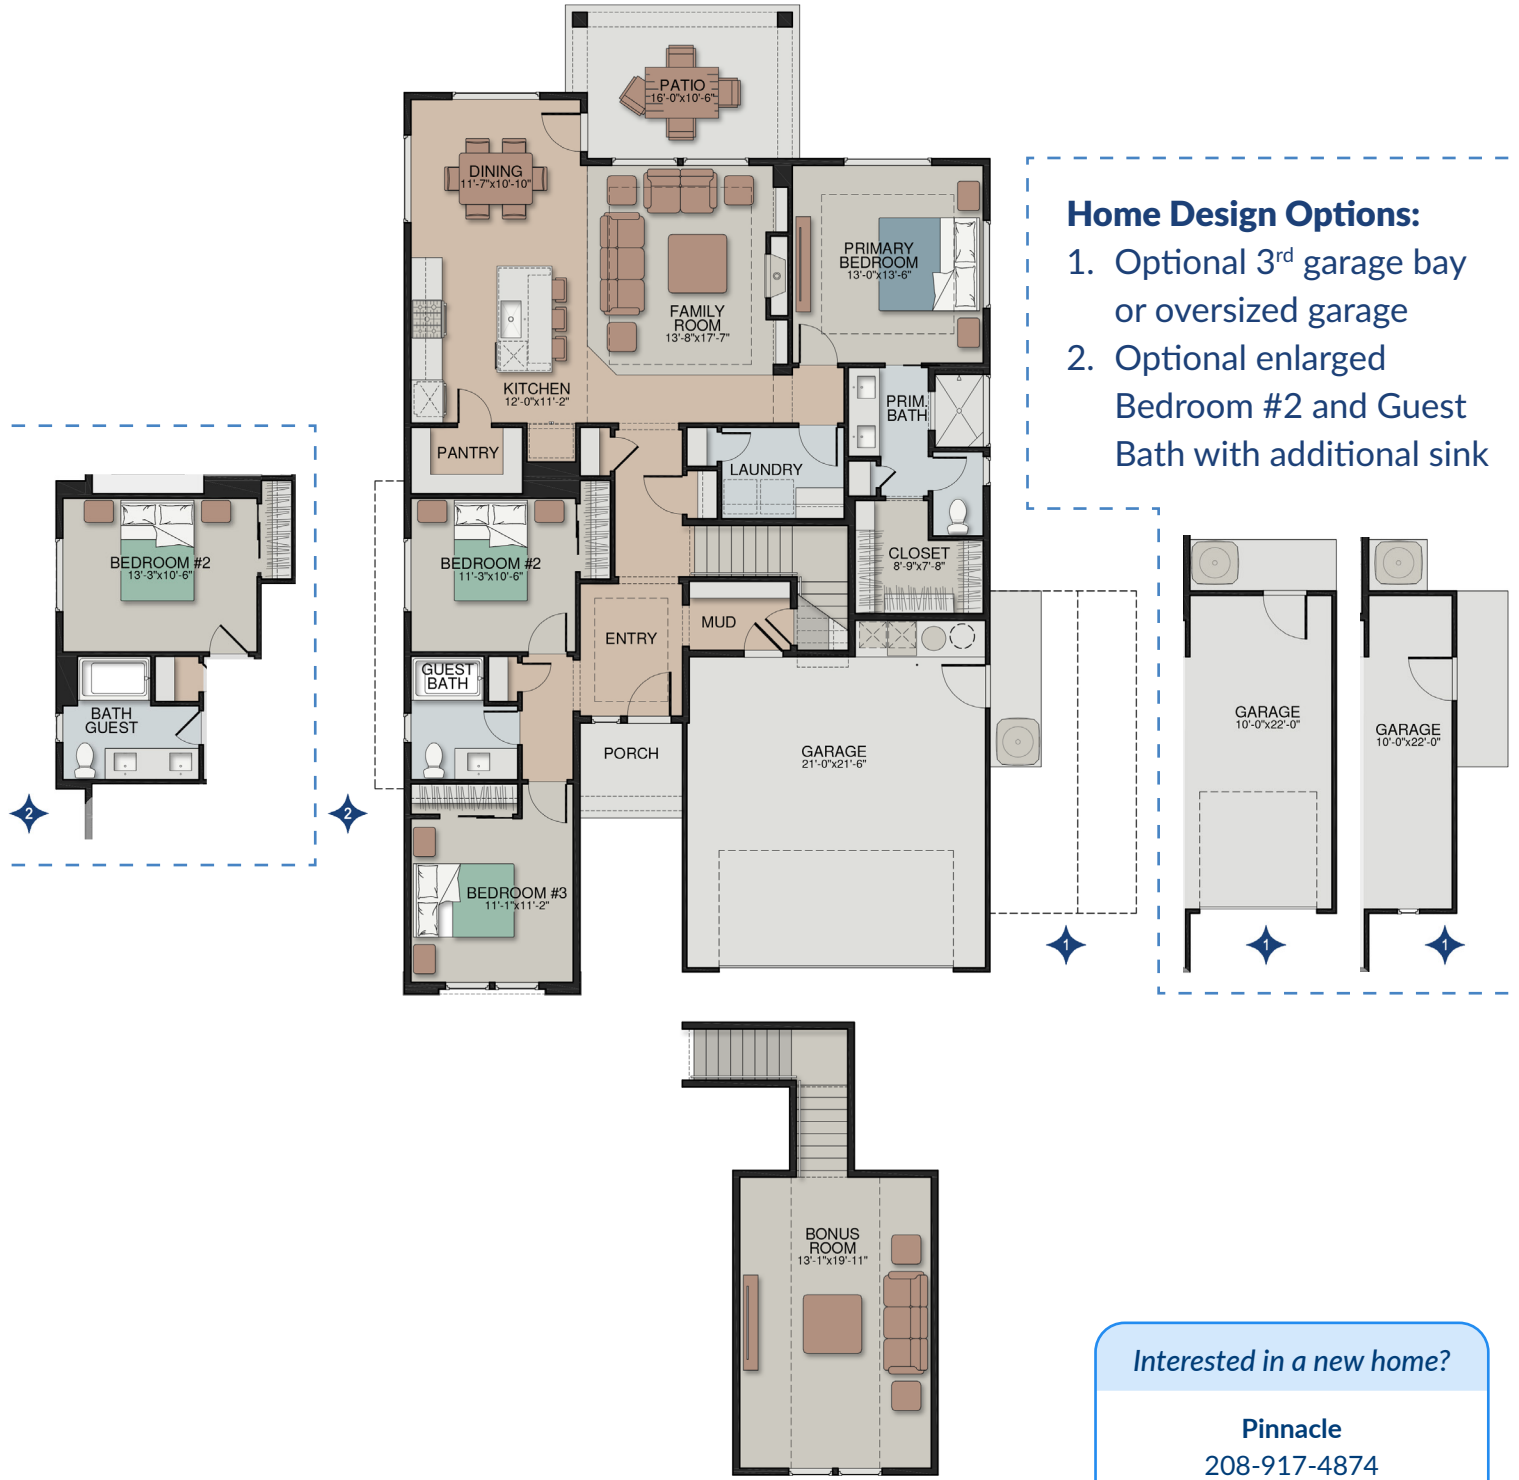 PATIO
16'-0"x10'-6"
DINING
11'-7"x10'-10"
PRIMARY
BEDROOM
13'-0"x13'-6"
FAMILY
ROOM
13'-8"x17'-7"
KITCHEN
12'-0"x11'-2"
PRIM.
BATH
PANTRY
LAUNDRY
BEDROOM #2
11'-3"x10'-6"
CLOSET
8'-9"x7'-8"
MUD
ENTRY
GUEST
BATH
PORCH
GARAGE
21'-0"x21'-6"
BEDROOM #3
11'-1"x11'-2"
BEDROOM #2
13'-3"x10'-6"
BATH
GUEST
2
2
Home Design Options:
1. Optional 3rd garage bay
or oversized garage
2. Optional enlarged
Bedroom #2 and Guest
Bath with additional sink
GARAGE
10'-0"x22'-0"
GARAGE
10'-0"x22'-0"
1
1
1
BONUS
ROOM
13'-1"x19'-11"
Interested in a new home?
Pinnacle
208-917-4874